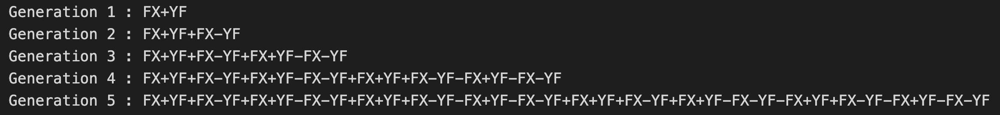 Generation 1 : FX+YF
Generation 2 : FX+YF+FX-YF
Generation 3 : FX+YF+FX-YF+FX+YF-FX-YF
Generation 4 : FX+YF+FX-YF+FX+YF-FX-YF+FX+YF+FX-YF-FX+YF-FX-YF
Generation 5 : FX+YF+FX-YF+FX+YF-FX-YF+FX+YF+FX-YF-FX+YF-FX-YF+FX+YF+FX-YF+FX+YF-FX-YF-FX+YF+FX-YF-FX+YF-FX-YF